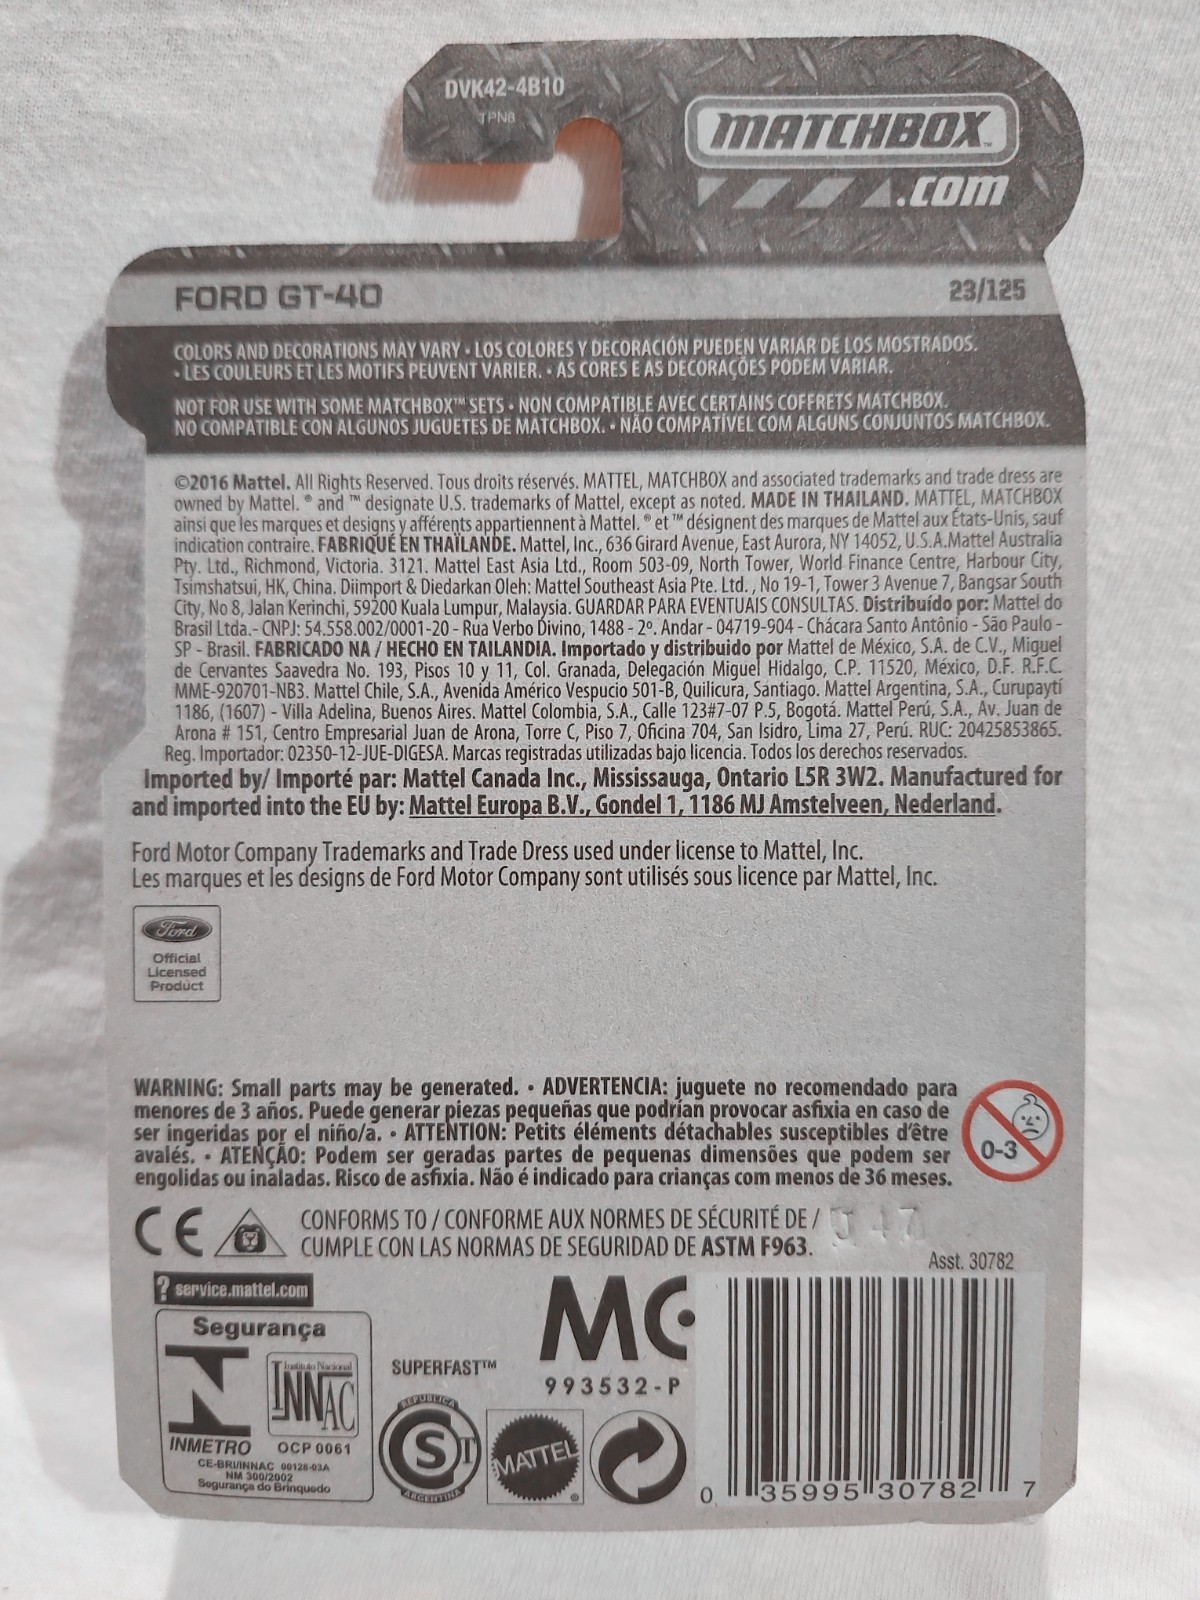 DVK42-4B10
TPN8
MATCHBOX™
.COM
FORD GT-40
23/125
COLORS AND DECORATIONS MAY VARY • LOS COLORES Y DECORACIÓN PUEDEN VARIAR DE LOS MOSTRADOS.
• LES COULEURS ET LES MOTIFS PEUVENT VARIER. • AS CORES E AS DECORAÇÕES PODEM VARIAR.
NOT FOR USE WITH SOME MATCHBOX™ SETS • NON COMPATIBLE AVEC CERTAINS COFFRETS MATCHBOX.
NO COMPATIBLE CON ALGUNOS JUGUETES DE MATCHBOX. • NÃO COMPATÍVEL COM ALGUNS CONJUNTOS MATCHBOX.
©2016 Mattel. All Rights Reserved. Tous droits réservés. MATTEL, MATCHBOX and associated trademarks and trade dress are
owned by Mattel. ® and ™ designate U.S. trademarks of Mattel, except as noted. MADE IN THAILAND. MATTEL, MATCHBOX
ainsi que les marques et designs y afférents appartiennent à Mattel. ® et ™ désignent des marques de Mattel aux États-Unis, sauf
indication contraire. FABRIQUÉ EN THAÏLANDE. Mattel, Inc., 636 Girard Avenue, East Aurora, NY 14052, U.S.A.Mattel Australia
Pty. Ltd., Richmond, Victoria. 3121. Mattel East Asia Ltd., Room 503-09, North Tower, World Finance Centre, Harbour City,
Tsimshatsui, HK, China. Diimport & Diedarkan Oleh: Mattel Southeast Asia Pte. Ltd., No 19-1, Tower 3 Avenue 7, Bangsar South
City, No 8, Jalan Kerinchi, 59200 Kuala Lumpur, Malaysia. GUARDAR PARA EVENTUAIS CONSULTAS. Distribuído por: Mattel do
Brasil Ltda.- CNPJ: 54.558.002/0001-20 - Rua Verbo Divino, 1488 - 2º. Andar - 04719-904 - Chácara Santo Antônio - São Paulo -
SP - Brasil. FABRICADO NA / HECHO EN TAILANDIA. Importado y distribuido por Mattel de México, S.A. de C.V., Miguel
de Cervantes Saavedra No. 193, Pisos 10 y 11, Col. Granada, Delegación Miguel Hidalgo, C.P. 11520, México, D.F. R.F.C.
MME-920701-NB3. Mattel Chile, S.A., Avenida Américo Vespucio 501-B, Quilicura, Santiago. Mattel Argentina, S.A., Curupaytí
1186, (1607) - Villa Adelina, Buenos Aires. Mattel Colombia, S.A., Calle 123#7-07 P.5, Bogotá. Mattel Perú, S.A., Av. Juan de
Arona # 151, Centro Empresarial Juan de Arona, Torre C, Piso 7, Oficina 704, San Isidro, Lima 27, Perú. RUC: 20425853865.
Reg. Importador: 02350-12-JUE-DIGESA. Marcas registradas utilizadas bajo licencia. Todos los derechos reservados.
Imported by/ Importé par: Mattel Canada Inc., Mississauga, Ontario L5R 3W2. Manufactured for
and imported into the EU by: Mattel Europa B.V., Gondel 1, 1186 MJ Amstelveen, Nederland.
Ford Motor Company Trademarks and Trade Dress used under license to Mattel, Inc.
Les marques et les designs de Ford Motor Company sont utilisés sous licence par Mattel, Inc.
Ford
Official
Licensed
Product
WARNING: Small parts may be generated. • ADVERTENCIA: juguete no recomendado para
menores de 3 años. Puede generar piezas pequeñas que podrían provocar asfixia en caso de
ser ingeridas por el niño/a. • ATTENTION: Petits éléments détachables susceptibles d'être
avalés. • ATENÇÃO: Podem ser geradas partes de pequenas dimensões que podem ser
engolidas ou inaladas. Risco de asfixia. Não é indicado para crianças com menos de 36 meses.
0-3
CE
CONFORMS TO / CONFORME AUX NORMES DE SÉCURITÉ DE /
CUMPLE CON LAS NORMAS DE SEGURIDAD DE ASTM F963.
J 47
Asst. 30782
? service.mattel.com
Segurança
Instituto Nacional
INNAC
INMETRO
OCP 0061
CE-BRI/INNAC 00128-03A
NM 300/2002
Segurança do Brinquedo
SUPERFAST™
MC
993532-P
REPUBLICA
S
ARGENTINA
MATTEL
®
0 35995 30782 7